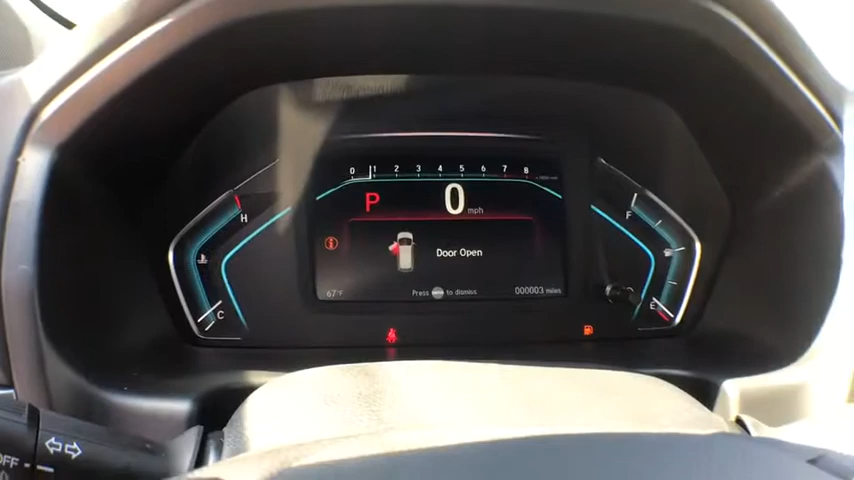 0 1 2 3 4 5 6 7 8
P 0 mph
H F
Door Open
C E
67°F Press ENTER to dismiss 000003 miles
OFF